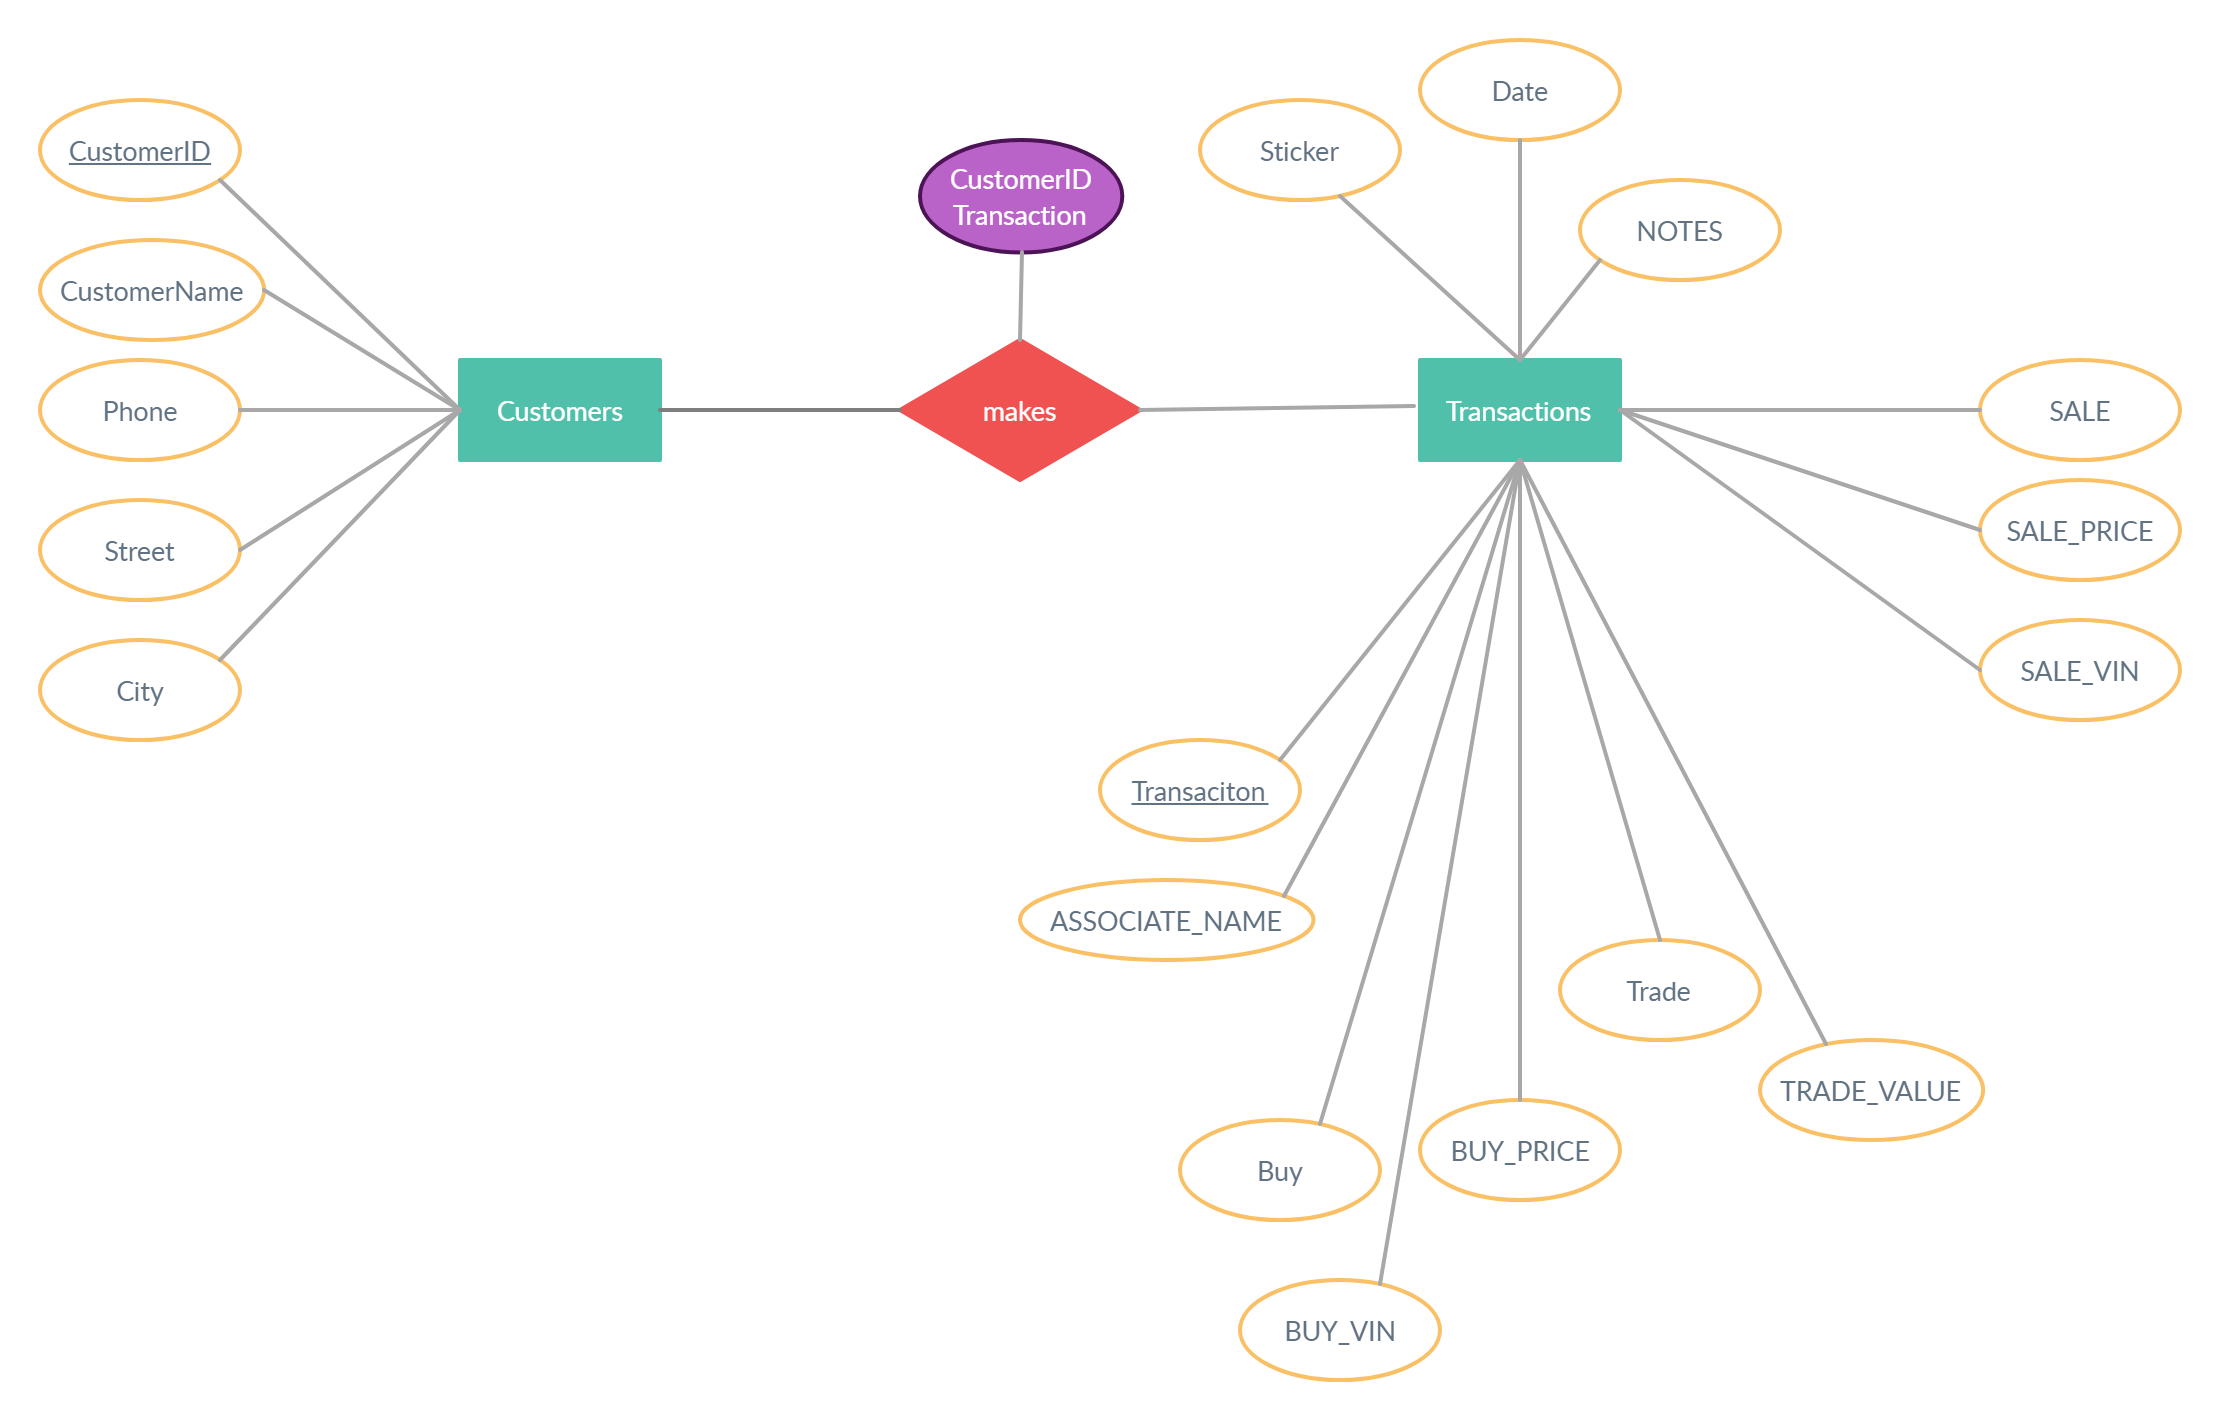 Date
Sticker
CustomerID
CustomerID
Transaction
NOTES
CustomerName
Phone
Customers
makes
Transactions
SALE
SALE_PRICE
Street
SALE_VIN
City
Transaciton
ASSOCIATE_NAME
Trade
TRADE_VALUE
BUY_PRICE
Buy
BUY_VIN